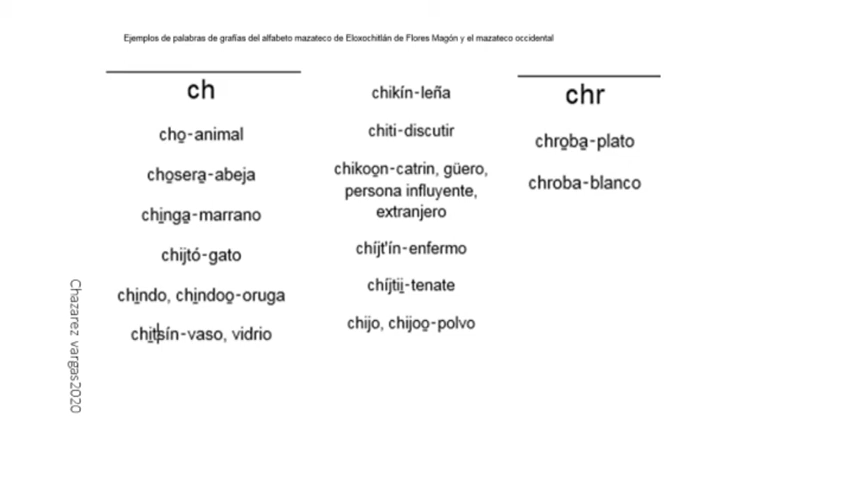 Ejemplos de palabras de grafías del alfabeto mazateco de Eloxochitlán de Flores Magón y el mazateco occidental
ch
cho̱-animal
cho̱sera̱-abeja
chi̱nga̱-marrano
chijtó-gato
chi̱ndo, chi̱ndoo̱-oruga
chi̱tsín-vaso, vidrio
chikín-leña
chiti-discutir
chikoo̱n-catrin, güero,
persona influyente,
extranjero
chíjt'ín-enfermo
chíjtii̱-tenate
chijo, chijoo̱-polvo
chr
chro̱ba̱-plato
chroba-blanco
Chazarez vargas2020